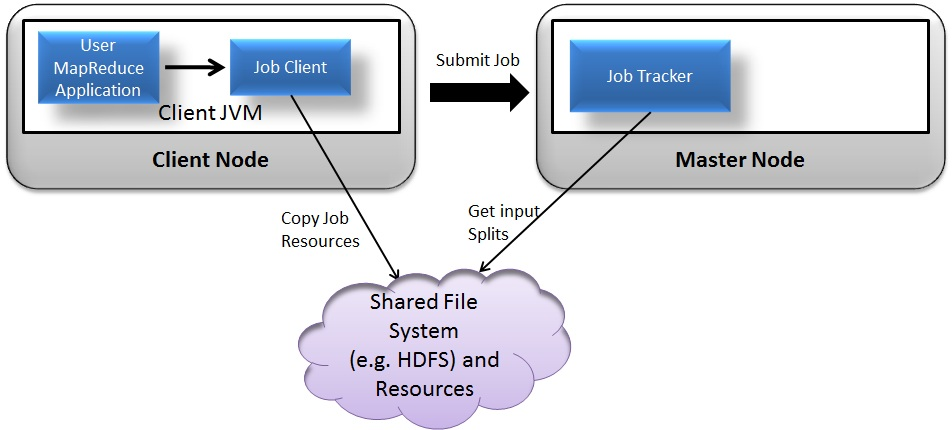 User
MapReduce
Application
Job Client
Client JVM
Client Node
Submit Job
Job Tracker
Master Node
Copy Job
Resources
Get input
Splits
Shared File
System
(e.g. HDFS) and
Resources